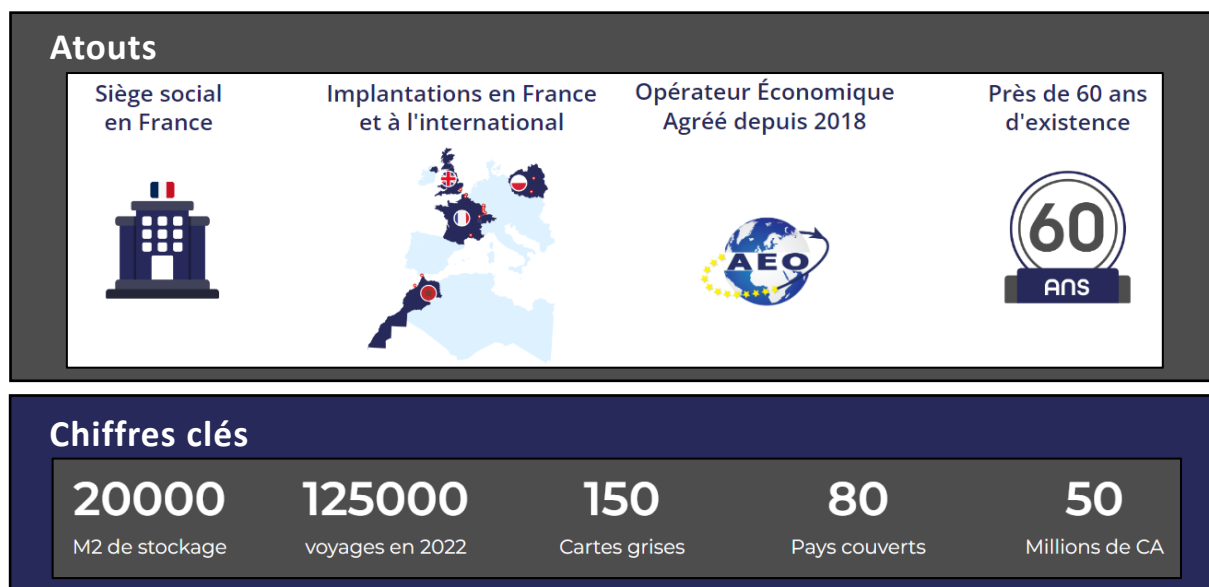 Atouts
Siège social
en France
Implantations en France
et à l'international
Opérateur Économique
Agréé depuis 2018
Près de 60 ans
d'existence
AEO
60
ANS
Chiffres clés
20000
M2 de stockage
125000
voyages en 2022
150
Cartes grises
80
Pays couverts
50
Millions de CA